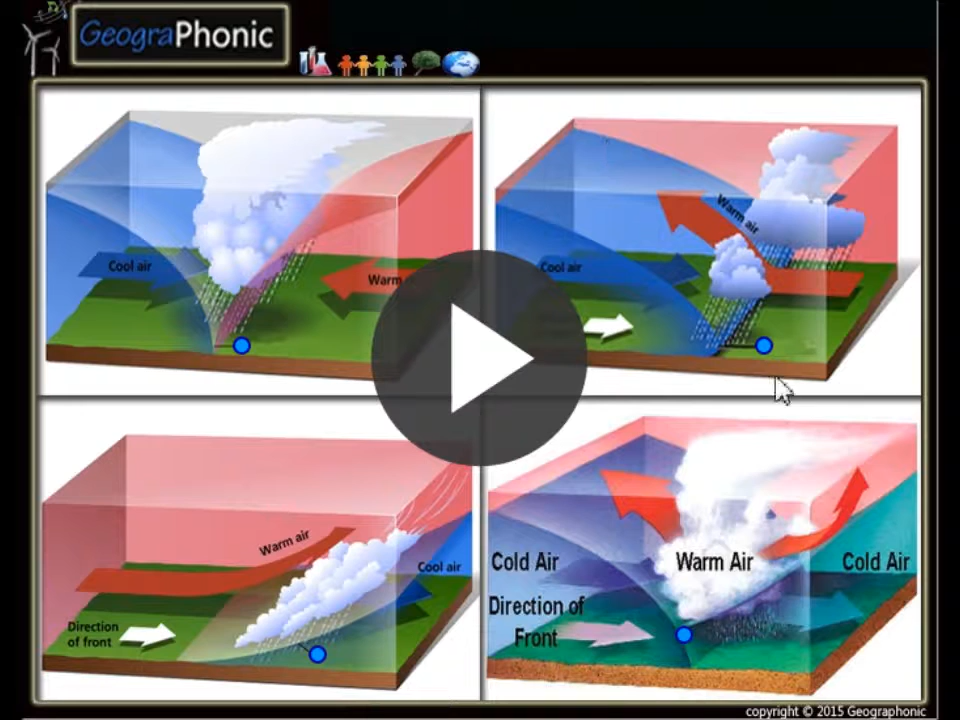 GeograPhonic
Cool air
Warm
Warm air
Cool air
Warm air
Cool air
Direction
of front
Cold Air
Warm Air
Cold Air
Direction of
Front
copyright © 2015 Geographonic